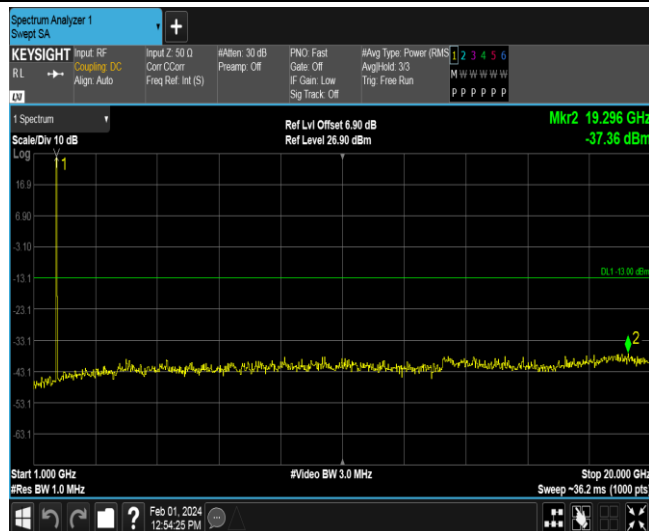 Spectrum Analyzer 1
Swept SA
+
KEYSIGHT
RL
Input: RF
Coupling: DC
Align: Auto
Input Z: 50 Ω
Corr CCorr
Freq Ref: Int (S)
#Atten: 30 dB
Preamp: Off
PNO: Fast
Gate: Off
IF Gain: Low
Sig Track: Off
#Avg Type: Power (RMS
Avg|Hold: 3/3
Trig: Free Run
1 2 3 4 5 6
M W W W W W
P P P P P P
LXI
1 Spectrum
Scale/Div 10 dB
Ref Lvl Offset 6.90 dB
Ref Level 26.90 dBm
Mkr2 19.296 GHz
-37.36 dBm
Log
1
16.9
6.90
-3.10
-13.1
DL1 -13.00 dBm
-23.1
-33.1
2
-43.1
-53.1
-63.1
Start 1.000 GHz
#Res BW 1.0 MHz
#Video BW 3.0 MHz
Stop 20.000 GHz
Sweep ~36.2 ms (1000 pts)
?
Feb 01, 2024
12:54:25 PM